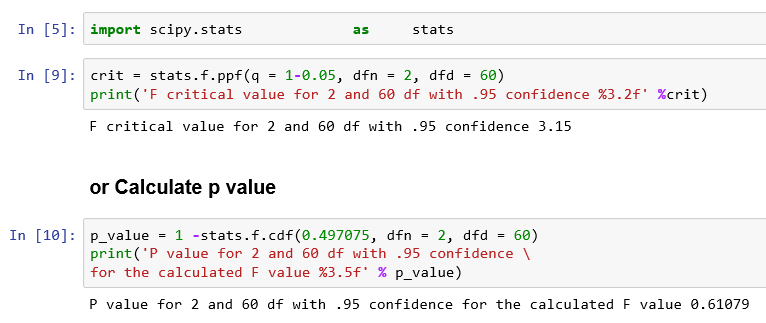 In [5]: import scipy.stats as stats
In [9]: crit = stats.f.ppf(q = 1-0.05, dfn = 2, dfd = 60)
print('F critical value for 2 and 60 df with .95 confidence %3.2f' %crit)
F critical value for 2 and 60 df with .95 confidence 3.15
or Calculate p value
In [10]: p_value = 1 -stats.f.cdf(0.497075, dfn = 2, dfd = 60)
print('P value for 2 and 60 df with .95 confidence \
for the calculated F value %3.5f' % p_value)
P value for 2 and 60 df with .95 confidence for the calculated F value 0.61079